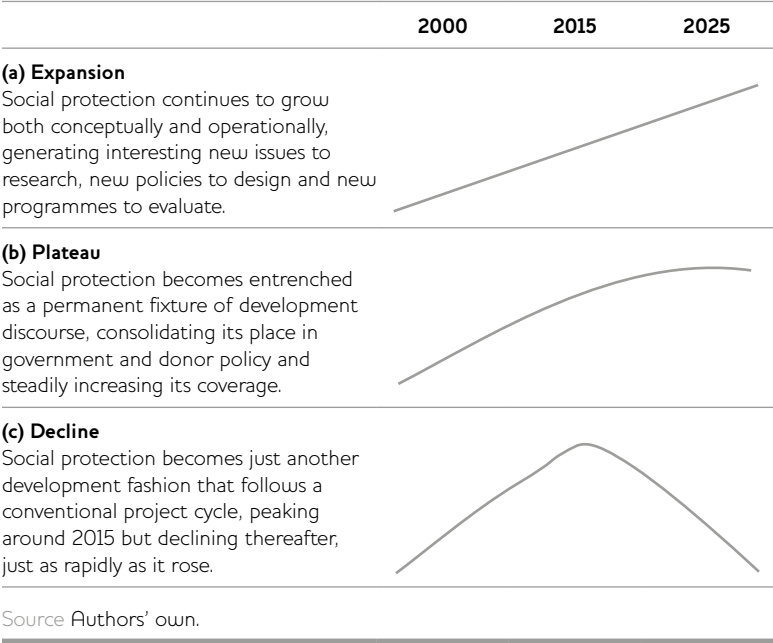 2000 2015 2025
(a) Expansion
Social protection continues to grow
both conceptually and operationally,
generating interesting new issues to
research, new policies to design and new
programmes to evaluate.
(b) Plateau
Social protection becomes entrenched
as a permanent fixture of development
discourse, consolidating its place in
government and donor policy and
steadily increasing its coverage.
(c) Decline
Social protection becomes just another
development fashion that follows a
conventional project cycle, peaking
around 2015 but declining thereafter,
just as rapidly as it rose.
Source Authors' own.